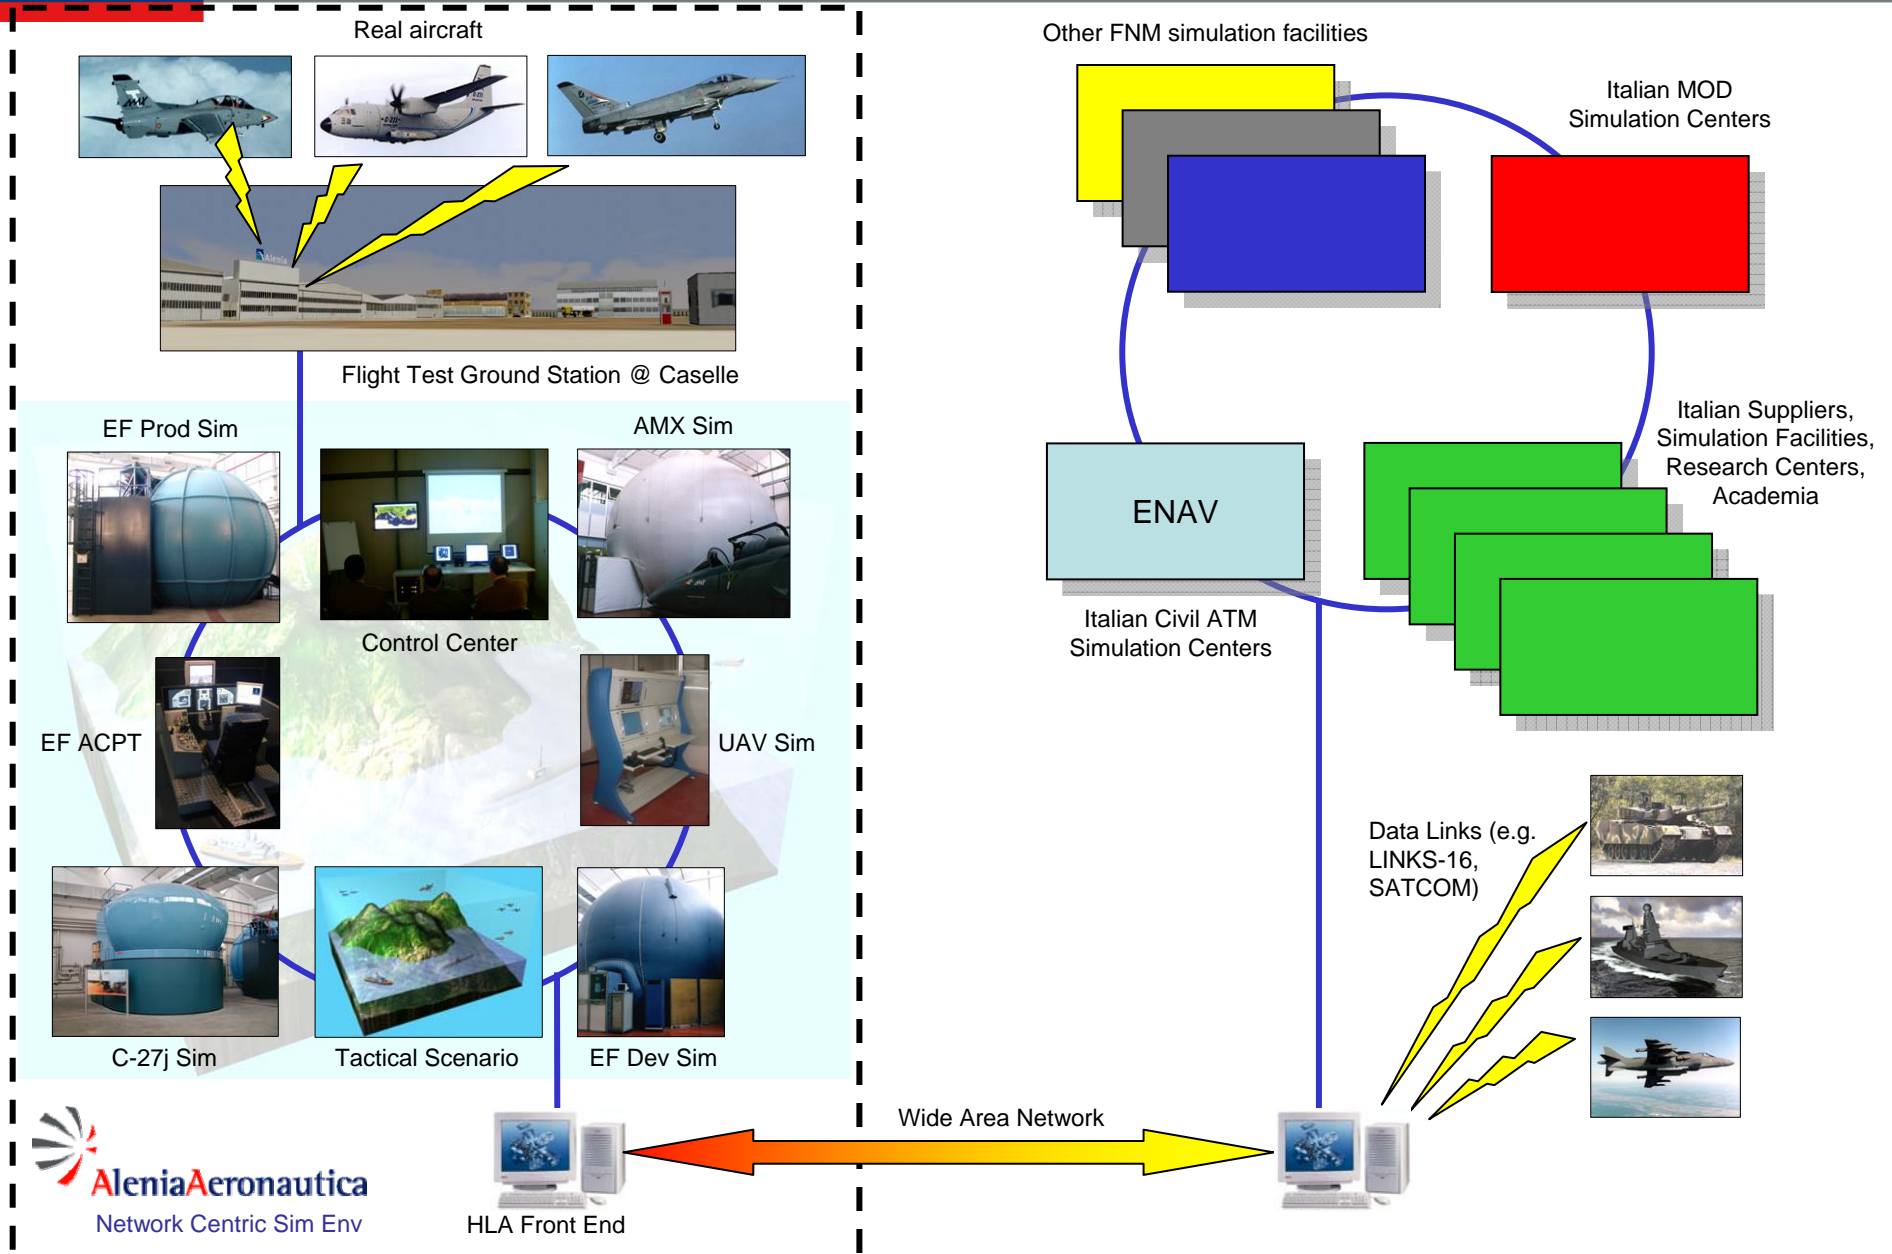 Real aircraft
Alenia
Flight Test Ground Station @ Caselle
EF Prod Sim
AMX Sim
Control Center
EF ACPT
UAV Sim
C-27j Sim
Tactical Scenario
EF Dev Sim
AleniaAeronautica
Network Centric Sim Env
HLA Front End
Wide Area Network
Other FNM simulation facilities
Italian MOD
Simulation Centers
ENAV
Italian Civil ATM
Simulation Centers
Italian Suppliers,
Simulation Facilities,
Research Centers,
Academia
Data Links (e.g.
LINKS-16,
SATCOM)